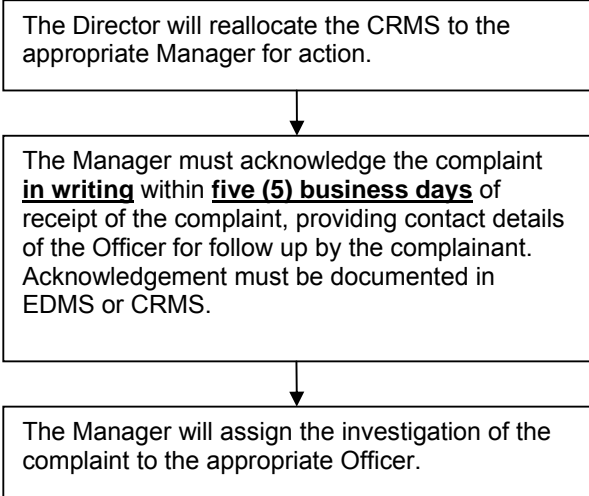 The Director will reallocate the CRMS to the
appropriate Manager for action.
The Manager must acknowledge the complaint
in writing within five (5) business days of
receipt of the complaint, providing contact details
of the Officer for follow up by the complainant.
Acknowledgement must be documented in
EDMS or CRMS.
The Manager will assign the investigation of the
complaint to the appropriate Officer.